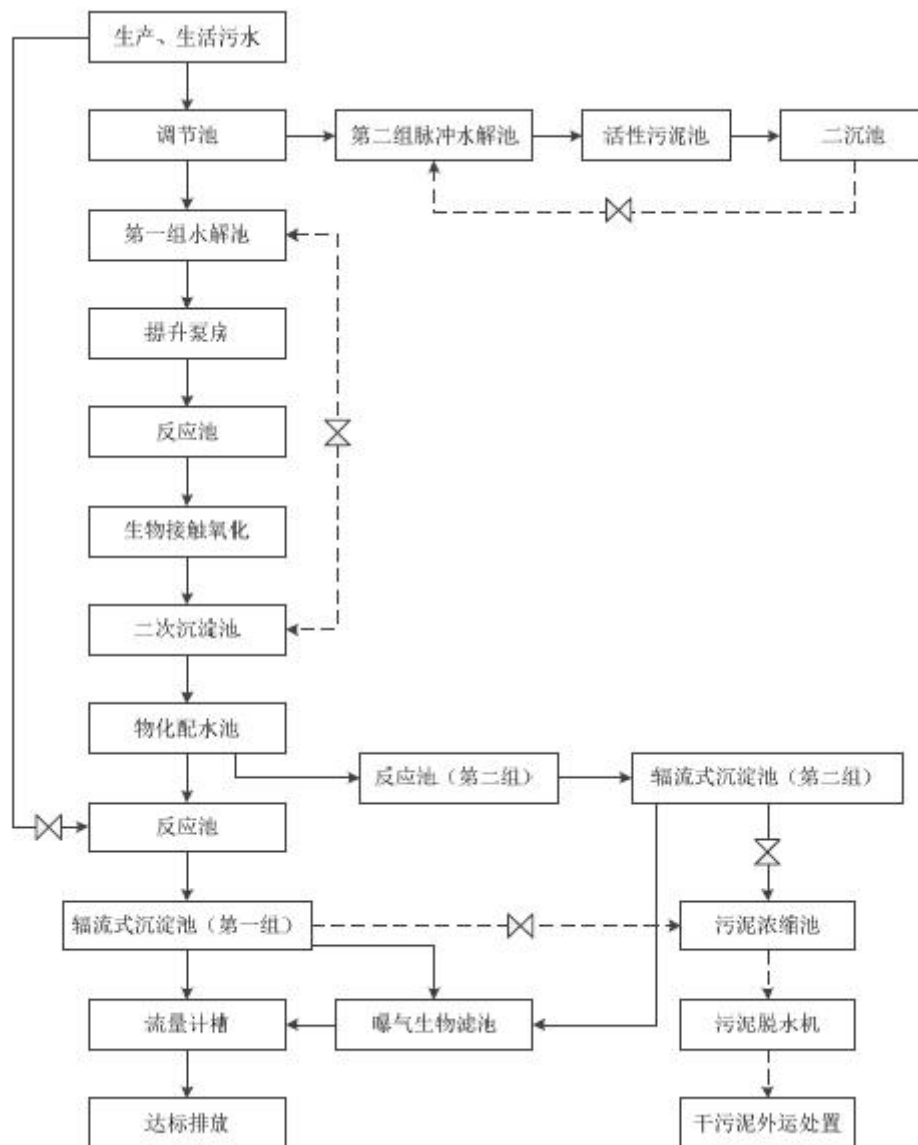 生产、生活污水
调节池
第二组脉冲水解池
活性污泥池
二沉池
第一组水解池
提升泵房
反应池
生物接触氧化
二次沉淀池
物化配水池
反应池（第二组）
辐流式沉淀池（第二组）
反应池
辐流式沉淀池（第一组）
污泥浓缩池
流量计槽
曝气生物滤池
污泥脱水机
达标排放
干污泥外运处置